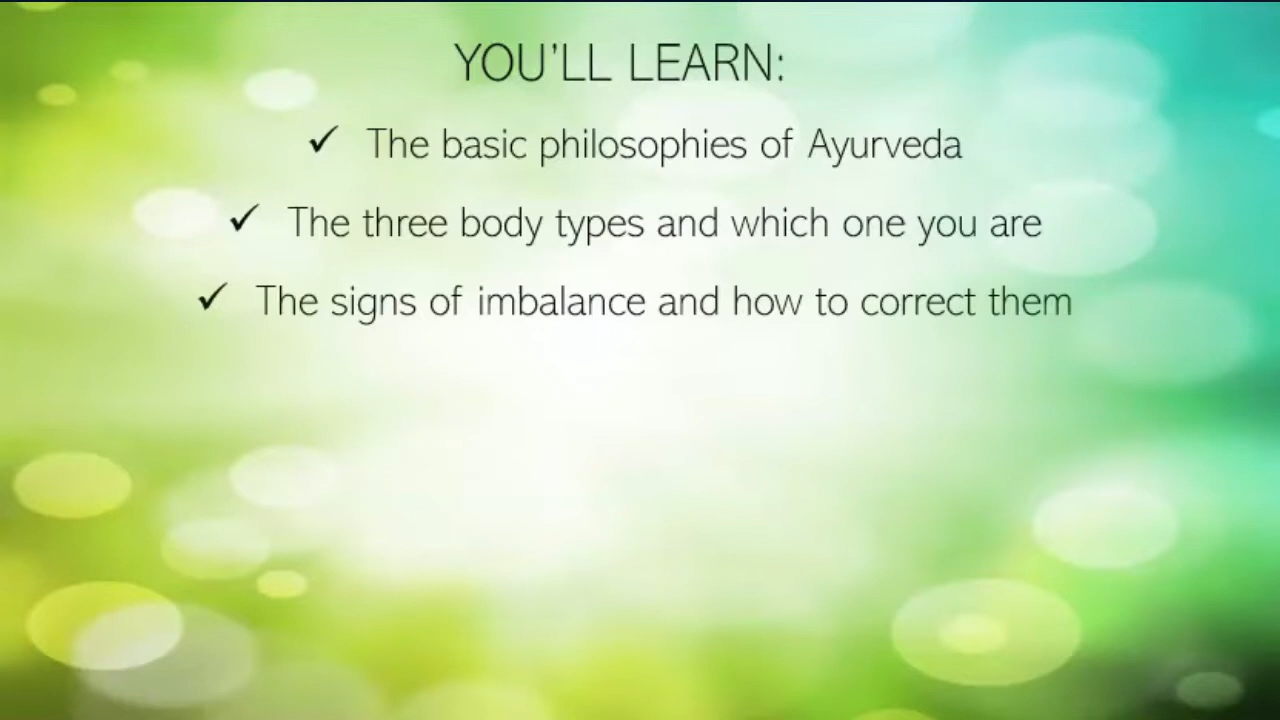 YOU'LL LEARN:
✓ The basic philosophies of Ayurveda
✓ The three body types and which one you are
✓ The signs of imbalance and how to correct them